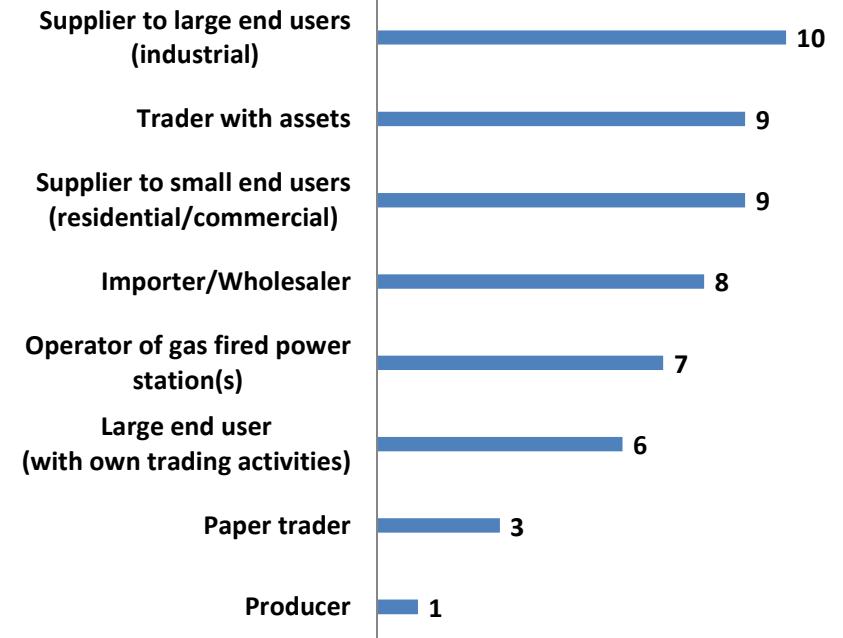 Supplier to large end users
(industrial)
10
Trader with assets
9
Supplier to small end users
(residential/commercial)
9
Importer/Wholesaler
8
Operator of gas fired power
station(s)
7
Large end user
(with own trading activities)
6
Paper trader
3
Producer
1